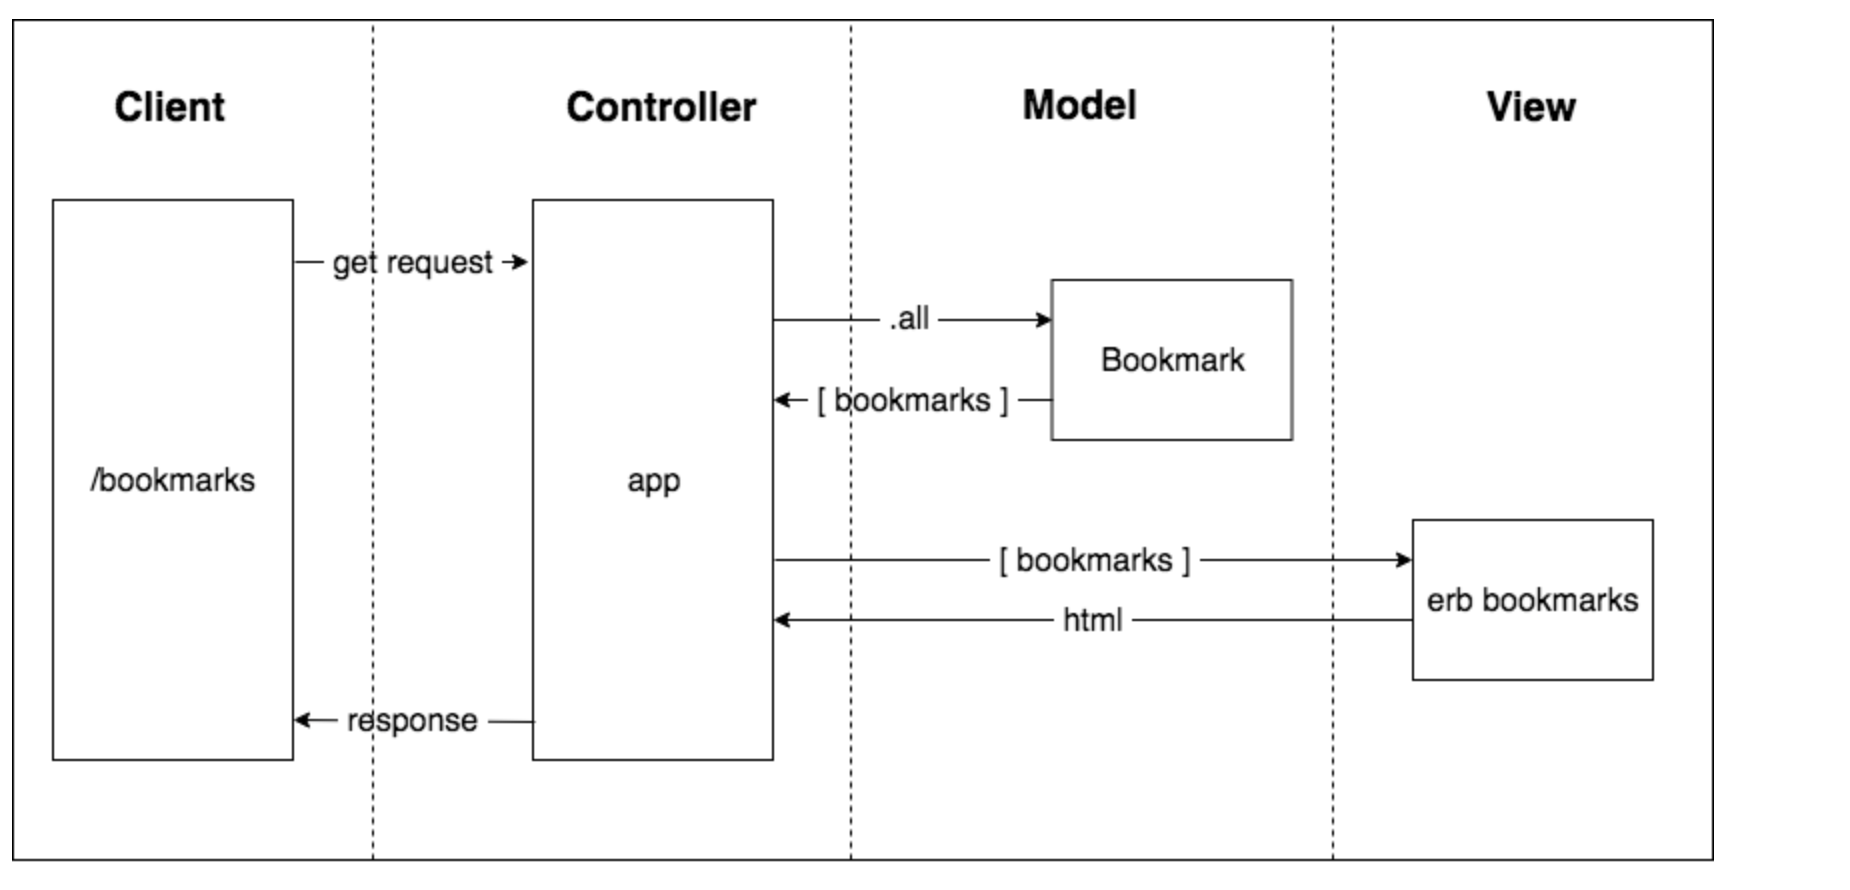 Client
Controller
Model
View
get request
.all
Bookmark
[ bookmarks ]
/bookmarks
app
[ bookmarks ]
erb bookmarks
html
response